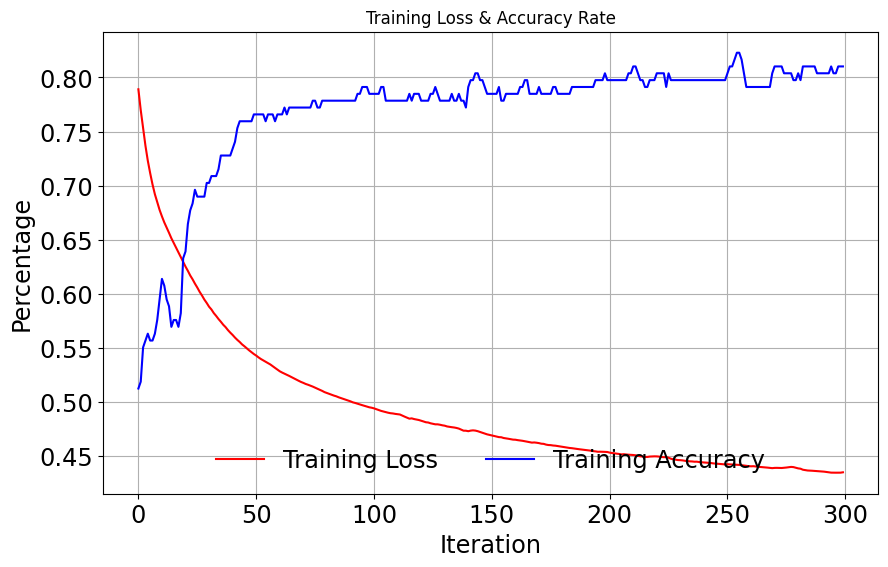 Training Loss & Accuracy Rate
Percentage
0.80
0.75
0.70
0.65
0.60
0.55
0.50
0.45
Training Loss
Training Accuracy
0 50 100 150 200 250 300
Iteration